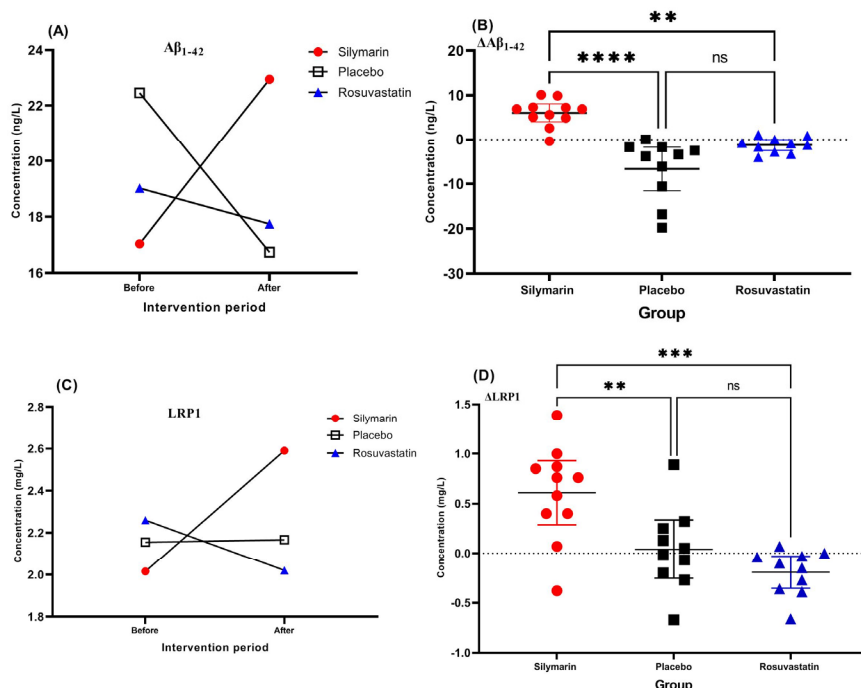 (A)
Aβ1-42
Concentration (ng/L)
24
22
20
18
16
Before
After
Intervention period
Silymarin
Placebo
Rosuvastatin
(B)
ΔAβ1-42
**
****
ns
Concentration (ng/L)
20
10
0
-10
-20
-30
Silymarin
Placebo
Rosuvastatin
Group
(C)
LRP1
Concentration (mg/L)
2.8
2.6
2.4
2.2
2.0
1.8
Before
After
Intervention period
Silymarin
Placebo
Rosuvastatin
(D)
ΔLRP1
***
**
ns
Concentration (mg/L)
1.5
1.0
0.5
0.0
-0.5
-1.0
Silymarin
Placebo
Rosuvastatin
Group